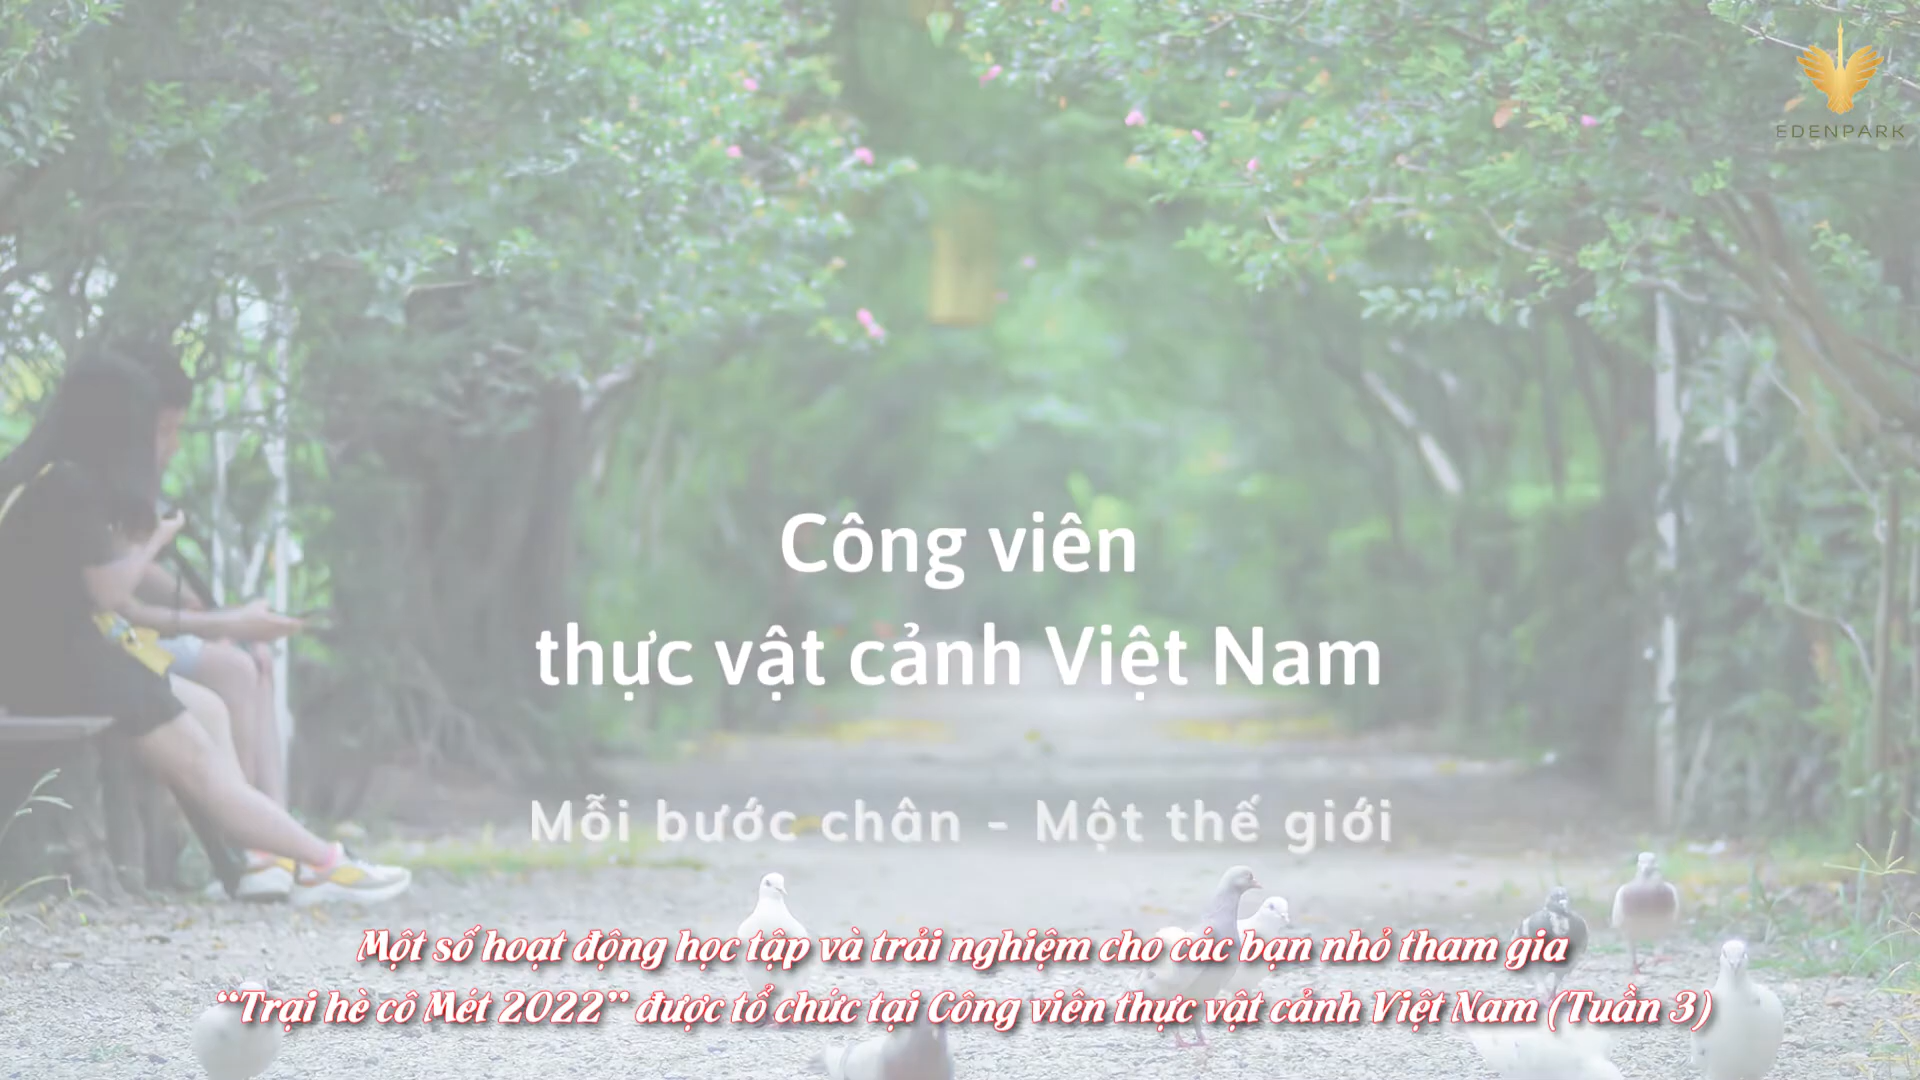 EDENPARK
Công viên
thực vật cảnh Việt Nam
Mỗi bước chân - Một thế giới
Một số hoạt động học tập và trải nghiệm cho các bạn nhỏ tham gia
“Trại hè cô Mét 2022” được tổ chức tại Công viên thực vật cảnh Việt Nam (Tuần 3)